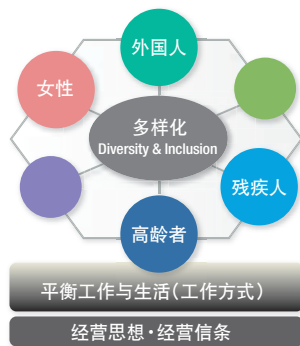 外国人
女性
多样化
Diversity & Inclusion
残疾人
高龄者
平衡工作与生活(工作方式)
经营思想・经营信条